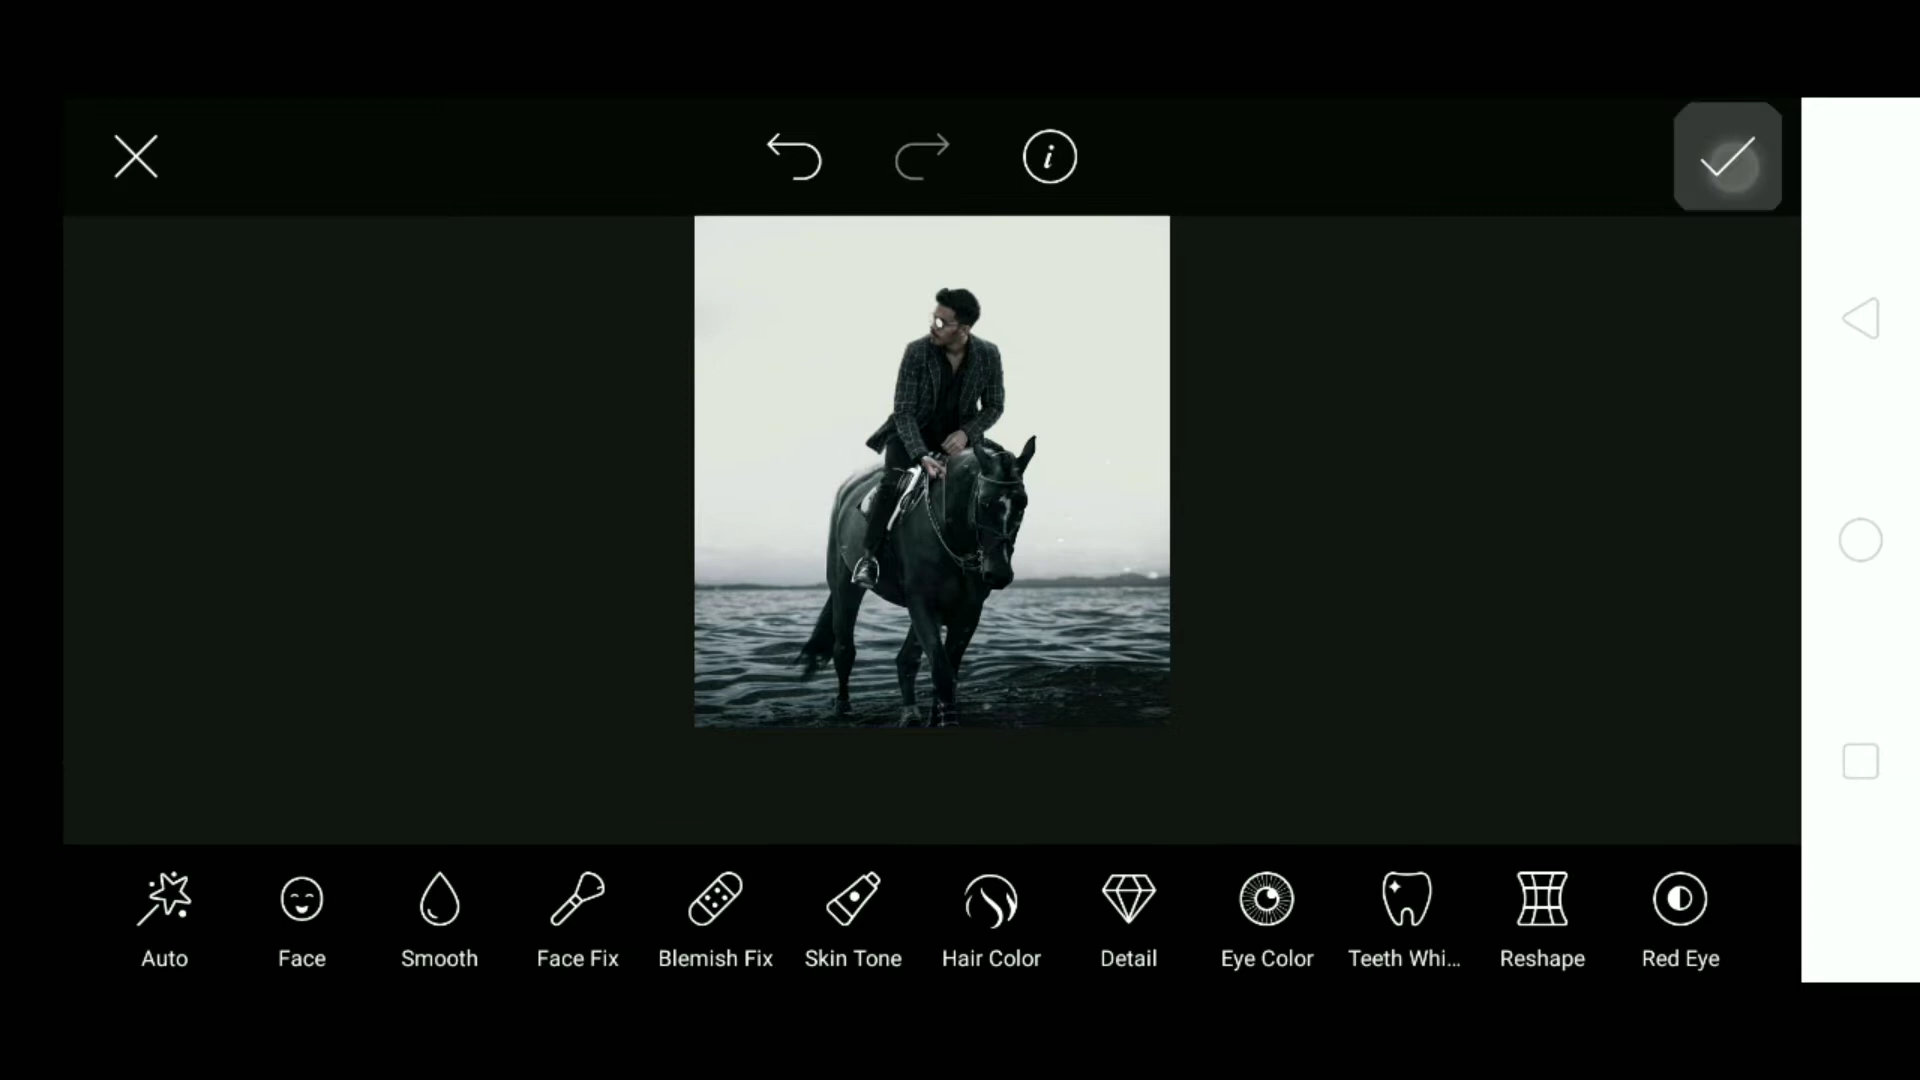 Auto
Face
Smooth
Face Fix
Blemish Fix
Skin Tone
Hair Color
Detail
Eye Color
Teeth Whi...
Reshape
Red Eye